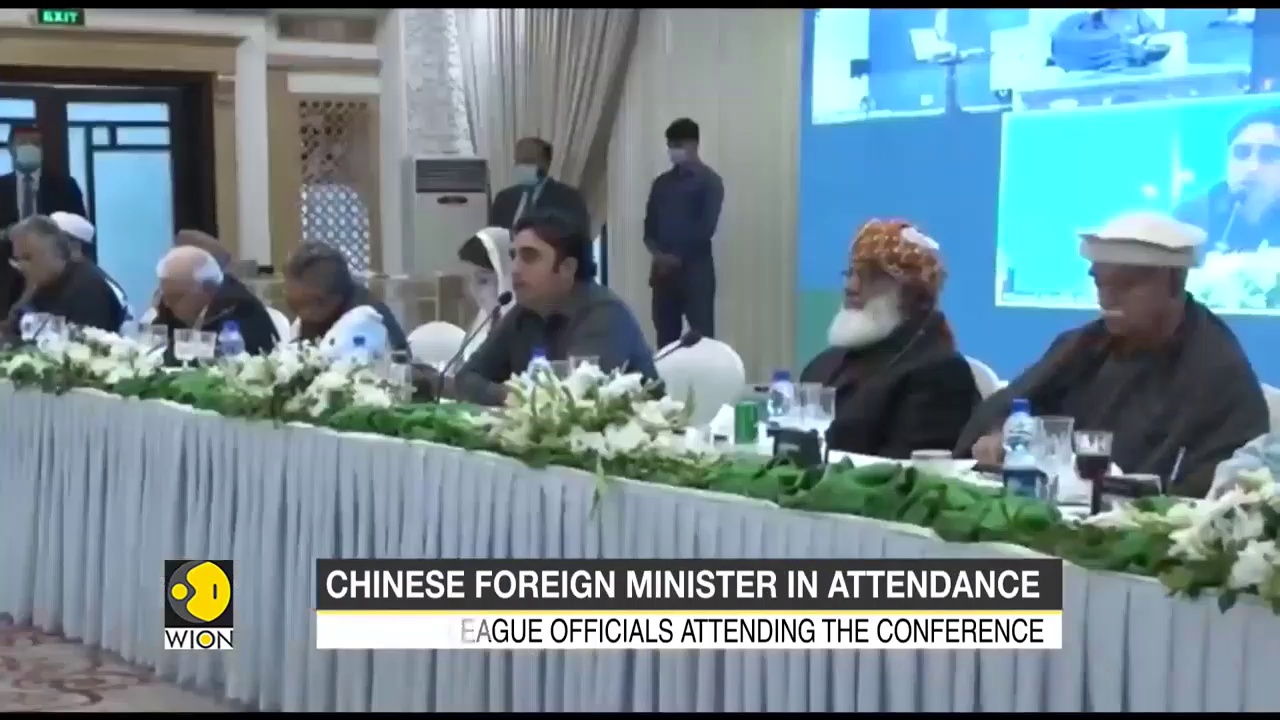 EXIT
CHINESE FOREIGN MINISTER IN ATTENDANCE
EAGUE OFFICIALS ATTENDING THE CONFERENCE
WION